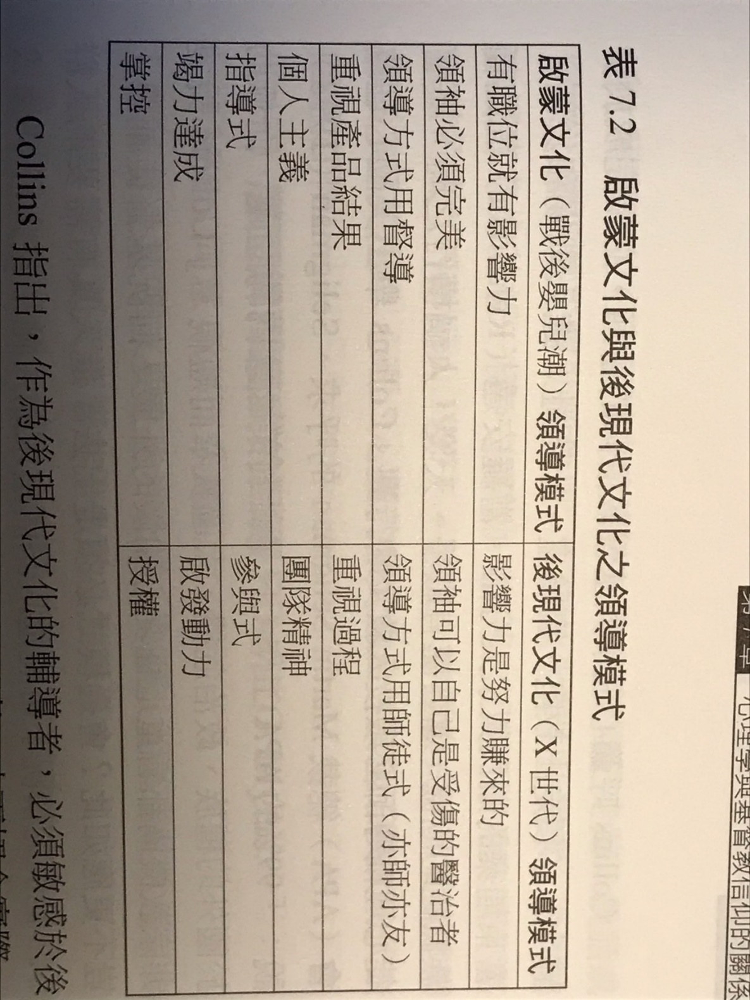 第 7 章 心理學與基督教信仰的關係
表 7.2 啟蒙文化與後現代文化之領導模式
啟蒙文化（戰後嬰兒潮）領導模式 後現代文化（X 世代）領導模式
有職位就有影響力 影響力是努力賺來的
領袖必須完美 領袖可以自己是受傷的醫治者
領導方式用督導 領導方式用師徒式（亦師亦友）
重視產品結果 重視過程
個人主義 團隊精神
指導式 參與式
竭力達成 啟發動力
掌控 授權
Collins 指出，作為後現代文化的輔導者，必須敏感於後